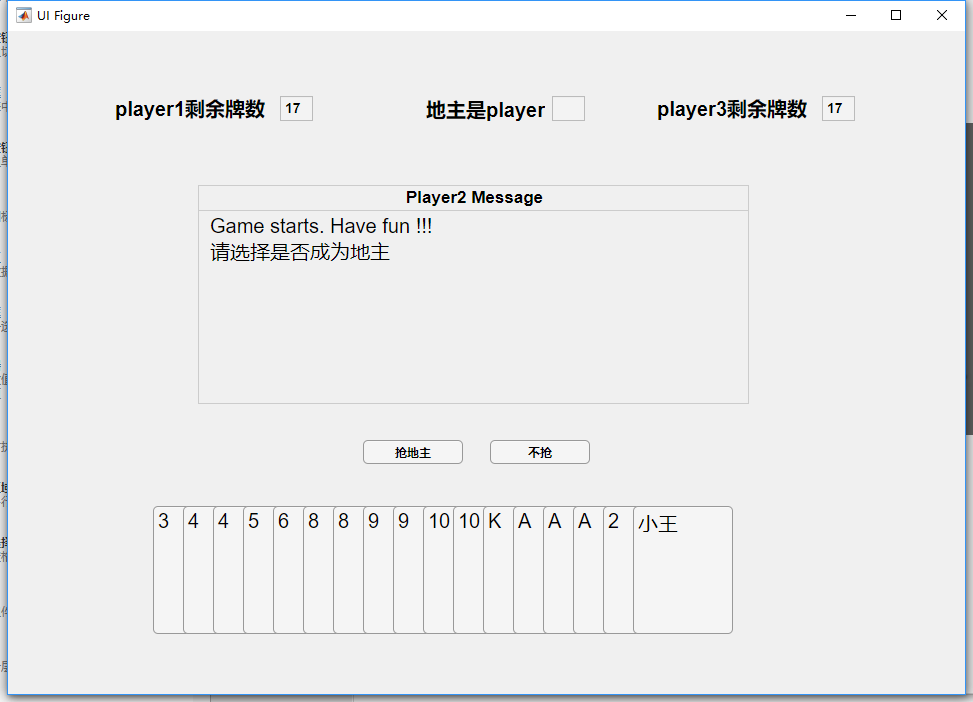 UI Figure
player1剩余牌数 17
地主是player
player3剩余牌数 17
Player2 Message
Game starts. Have fun !!!
请选择是否成为地主
抢地主
不抢
3 4 4 5 6 8 8 9 9 10 10 K A A A 2 小王